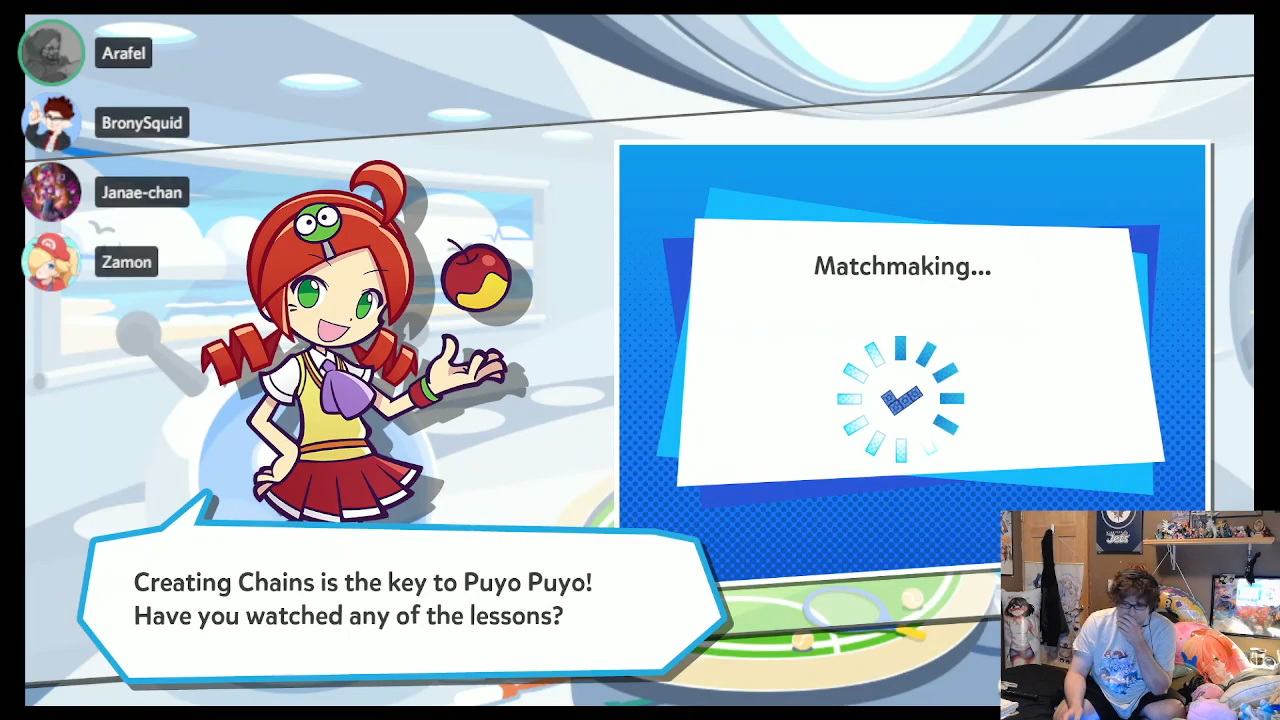 Arafel
BronySquid
Janae-chan
Zamon
Matchmaking...
Creating Chains is the key to Puyo Puyo!
Have you watched any of the lessons?
Jets